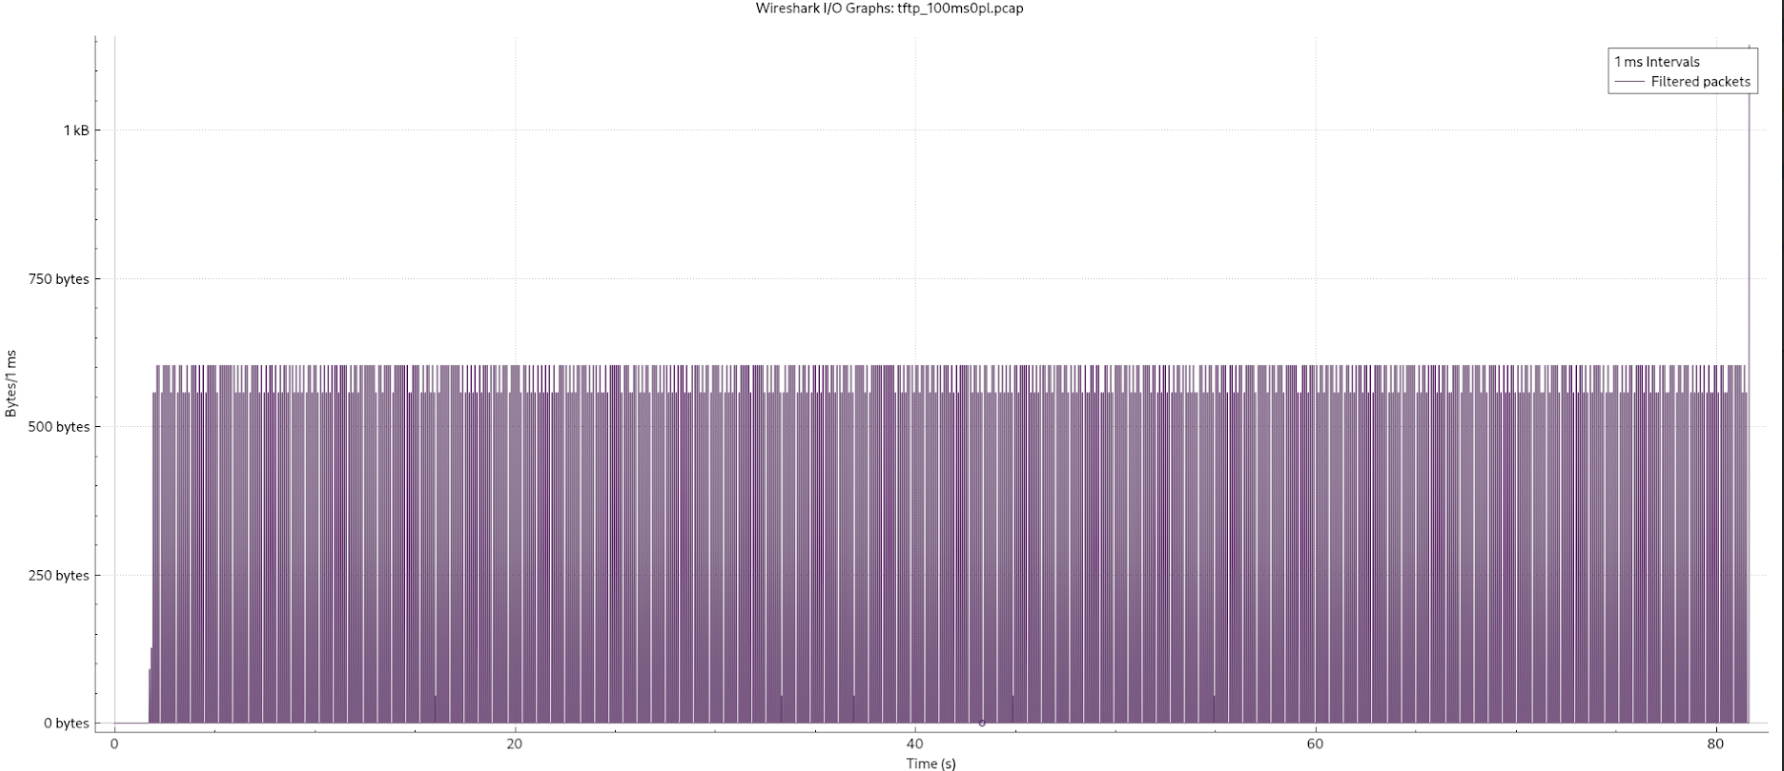 Wireshark I/O Graphs: tftp_100ms0pl.pcap
1 ms Intervals
Filtered packets
1 kB
750 bytes
500 bytes
250 bytes
0 bytes
Bytes/1 ms
0 20 40 60 80
Time (s)